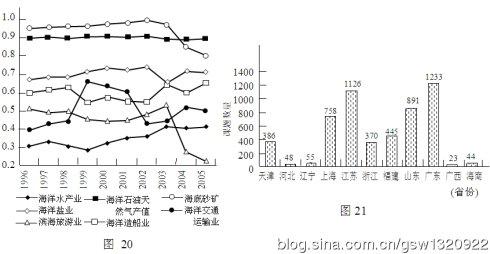 1.0
0.9
0.8
0.7
0.6
0.5
0.4
0.3
0.2
1996
1997
1998
1999
2000
2001
2002
2003
2004
2005
海洋水产业
海洋石油天
然气产值
海底砂矿
海洋盐业
海洋交通
运输业
滨海旅游业
海洋造船业
图 20
课题数量
1400
1200
1000
800
600
400
200
0
386
48
55
758
1126
370
445
891
1233
23
44
天津
河北
辽宁
上海
江苏
浙江
福建
山东
广东
广西
海南
(省份)
图 21
blog.sina.com.cn/gsw1320922